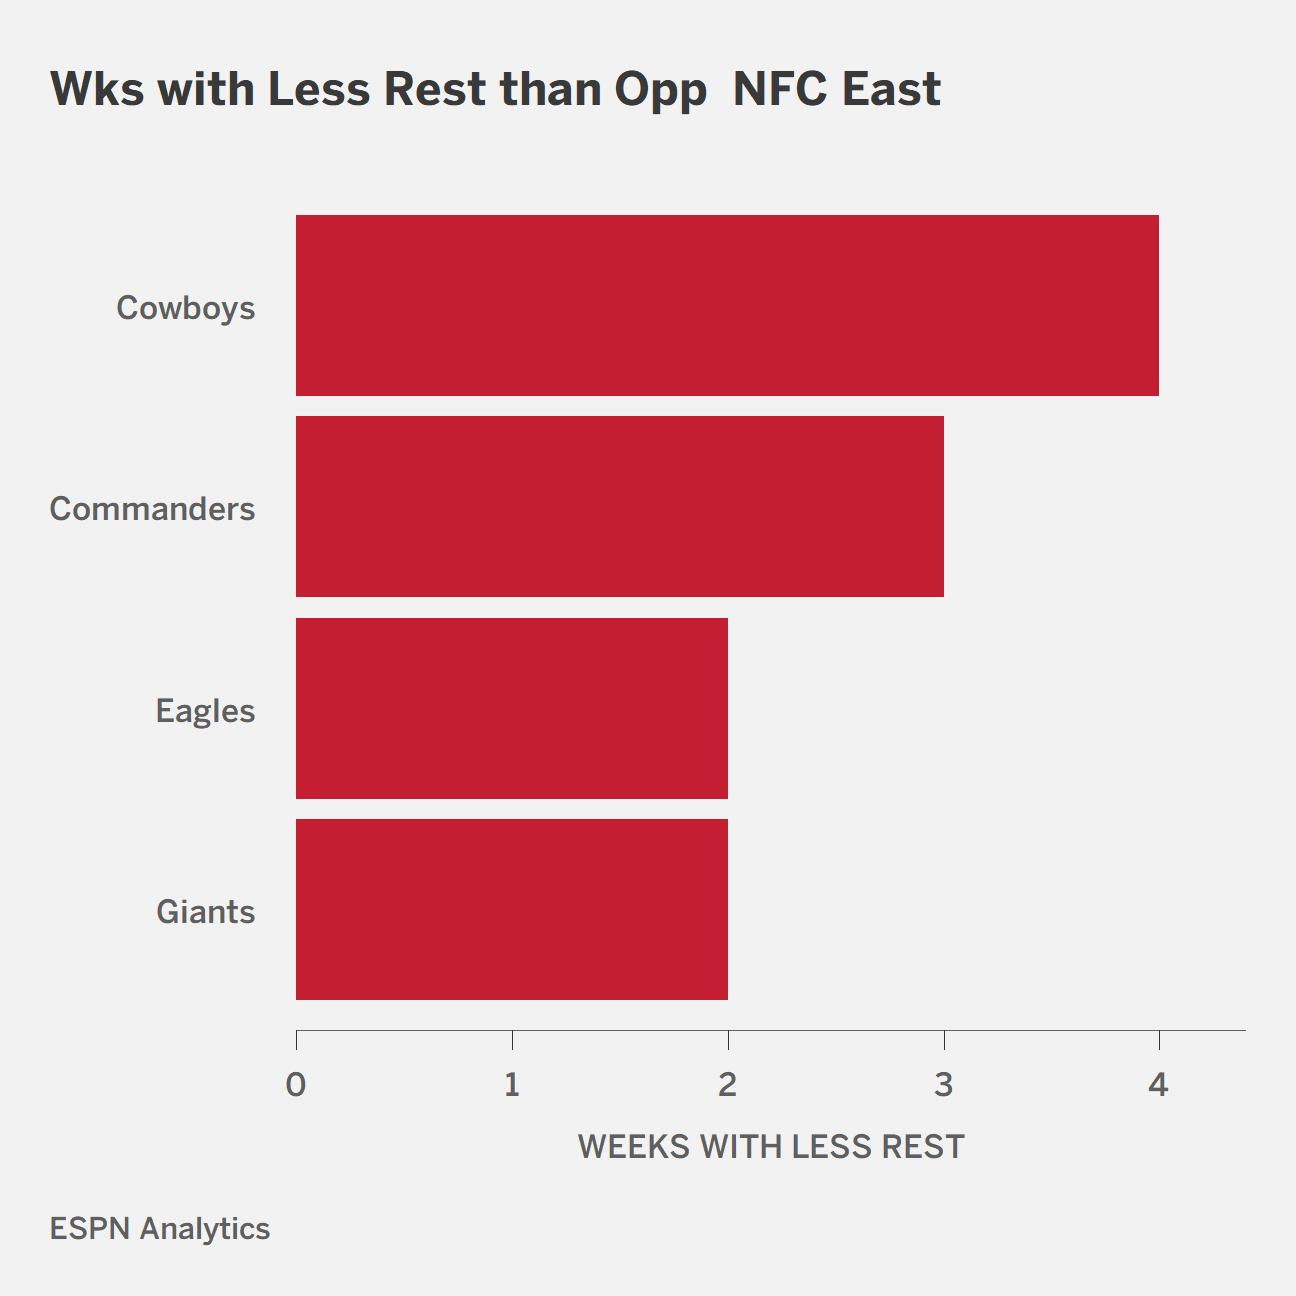 Wks with Less Rest than Opp  NFC East
Cowboys
Commanders
Eagles
Giants
0 1 2 3 4
WEEKS WITH LESS REST
ESPN Analytics